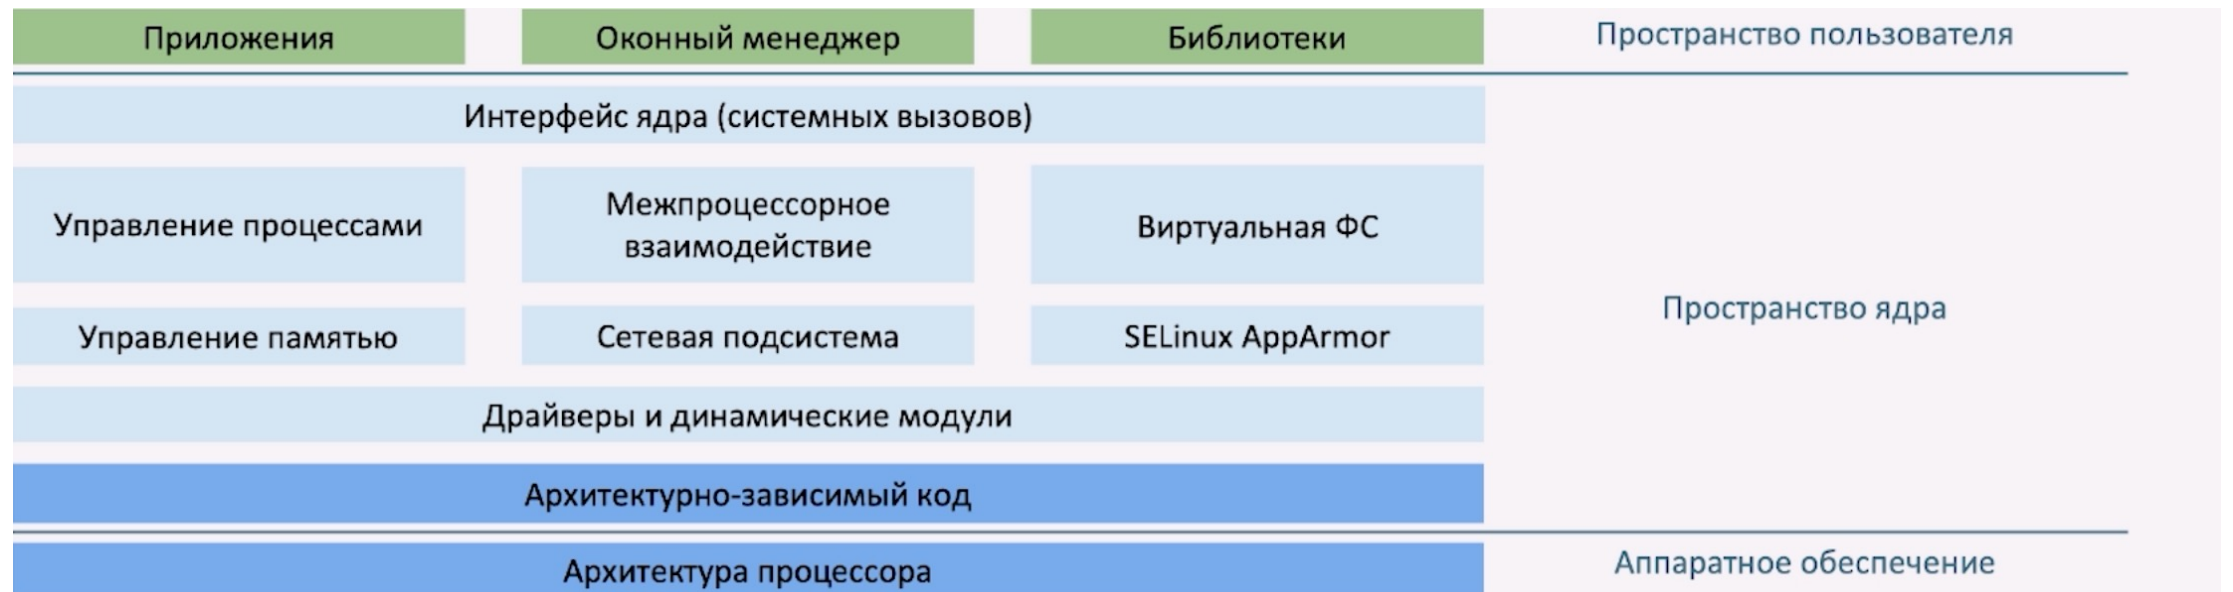 Приложения
Оконный менеджер
Библиотеки
Пространство пользователя
Интерфейс ядра (системных вызовов)
Управление процессами
Межпроцессорное
взаимодействие
Виртуальная ФС
Пространство ядра
Управление памятью
Сетевая подсистема
SELinux AppArmor
Драйверы и динамические модули
Архитектурно-зависимый код
Архитектура процессора
Аппаратное обеспечение